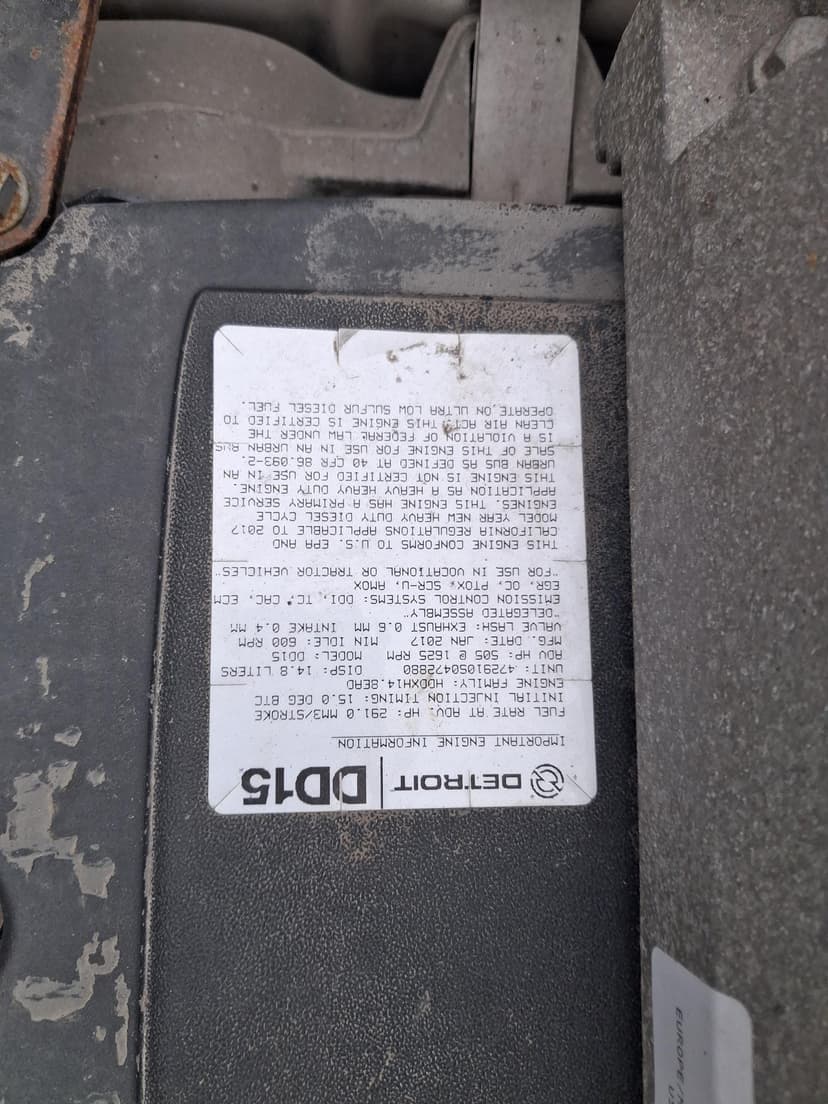 DETROIT | DD15
IMPORTANT ENGINE INFORMATION
FUEL RATE AT ADV. HP: 291.0 MM3/STROKE
INITIAL INJECTION TIMING: 15.0 DEG BTC
ENGINE FAMILY: HDDXH14.8EAD
UNIT: 472910S0472880 DISP: 14.8 LITERS
ADV HP: 505 @ 1625 RPM MODEL: DD15
MFG. DATE: JAN 2017 MIN IDLE: 600 RPM
VALVE LASH: EXHAUST 0.6 MM INTAKE 0.4 MM
"DELEGATED ASSEMBLY"
EMISSION CONTROL SYSTEMS: DDI, TC, CAC, ECM
EGR, OC, PTOX, SCR-U, AMOX
"FOR USE IN VOCATIONAL OR TRACTOR VEHICLES"
THIS ENGINE CONFORMS TO U.S. EPA AND
CALIFORNIA REGULATIONS APPLICABLE TO 2017
MODEL YEAR NEW HEAVY DUTY DIESEL CYCLE
ENGINES. THIS ENGINE HAS A PRIMARY SERVICE
APPLICATION AS A HEAVY HEAVY DUTY ENGINE.
THIS ENGINE IS NOT CERTIFIED FOR USE IN AN
URBAN BUS AS DEFINED AT 40 CFR 86.093-2.
SALE OF THIS ENGINE FOR USE IN AN URBAN BUS
IS A VIOLATION OF FEDERAL LAW UNDER THE
CLEAN AIR ACT. THIS ENGINE IS CERTIFIED TO
OPERATE ON ULTRA LOW SULFUR DIESEL FUEL.
EUROPE